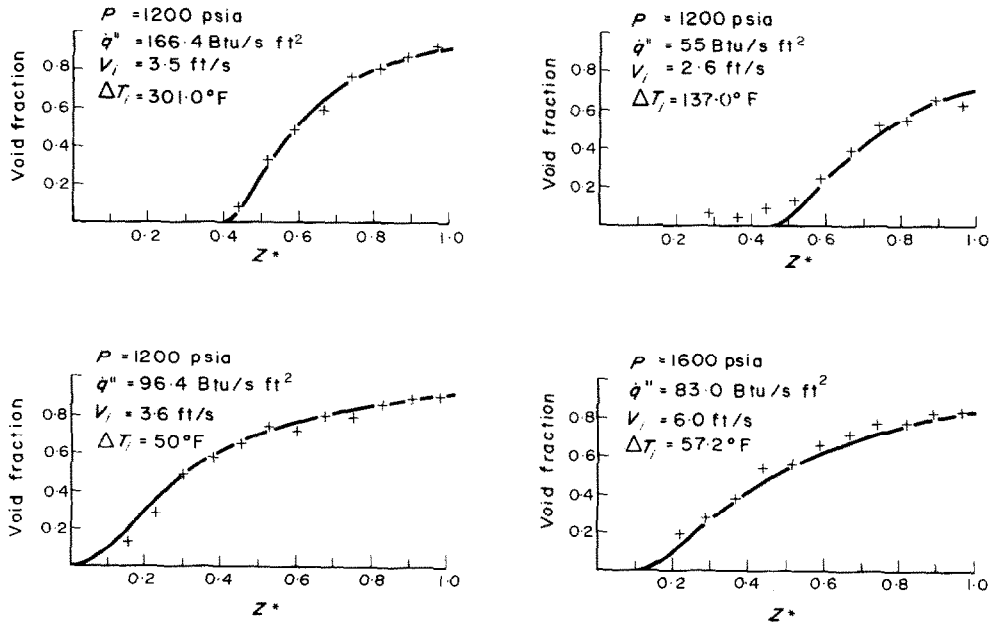 P = 1200 psia
q̇" = 166·4 Btu/s ft²
Vᵢ = 3·5 ft/s
ΔTᵢ = 301·0°F
Void fraction
0·8
0·6
0·4
0·2
0·2 0·4 0·6 0·8 1·0
Z*
P = 1200 psia
q̇" = 55 Btu/s ft²
Vᵢ = 2·6 ft/s
ΔTᵢ = 137·0°F
Void fraction
0·8
0·6
0·4
0·2
0·2 0·4 0·6 0·8 1·0
Z*
P = 1200 psia
q̇" = 96·4 Btu/s ft²
Vᵢ = 3·6 ft/s
ΔTᵢ = 50°F
Void fraction
0·8
0·6
0·4
0·2
0·2 0·4 0·6 0·8 1·0
Z*
P = 1600 psia
q̇" = 83·0 Btu/s ft²
Vᵢ = 6·0 ft/s
ΔTᵢ = 57·2°F
Void fraction
0·8
0·6
0·4
0·2
0·2 0·4 0·6 0·8 1·0
Z*